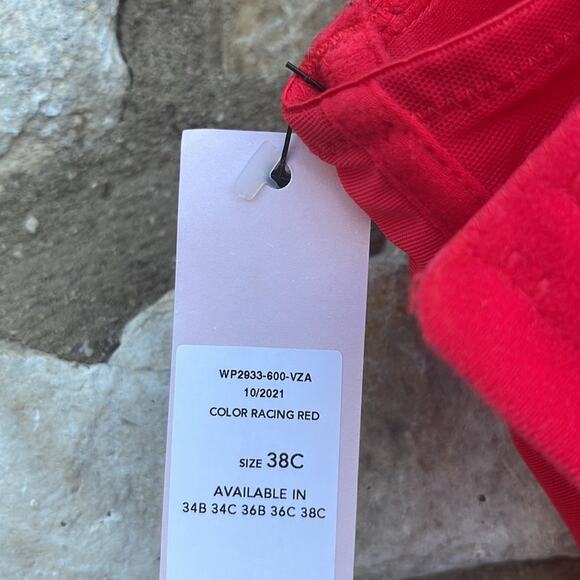 WP2933-600-VZA
10/2021
COLOR RACING RED
SIZE 38C
AVAILABLE IN
34B 34C 36B 36C 38C